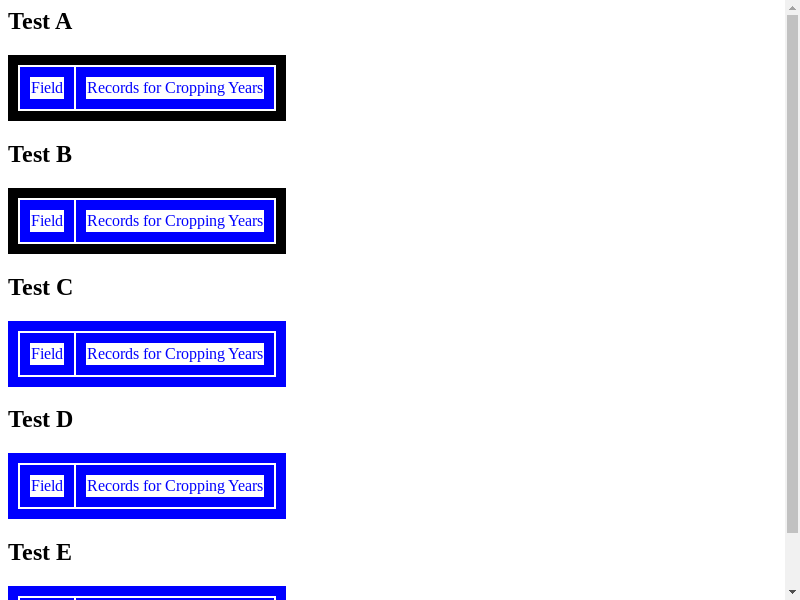 Test A
Field Records for Cropping Years
Test B
Field Records for Cropping Years
Test C
Field Records for Cropping Years
Test D
Field Records for Cropping Years
Test E